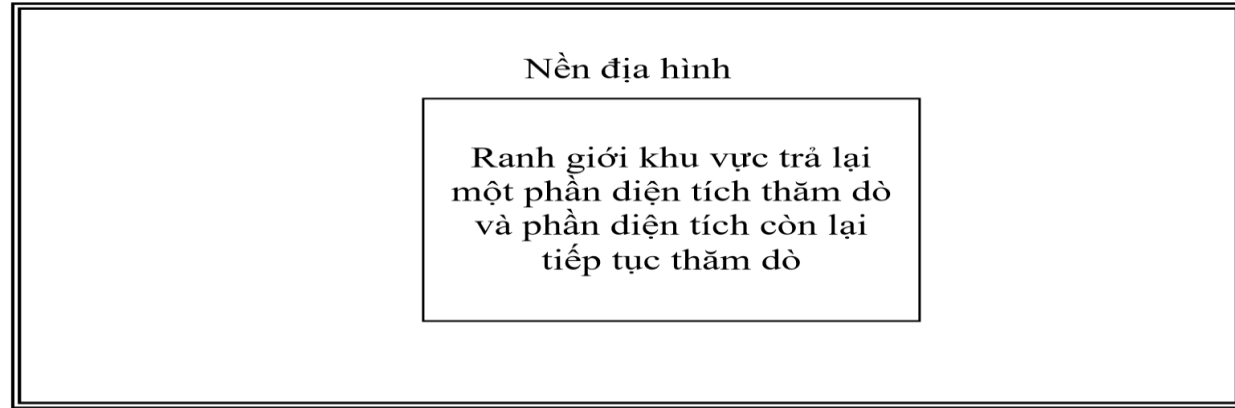 Nền địa hình
Ranh giới khu vực trả lại
một phần diện tích thăm dò
và phần diện tích còn lại
tiếp tục thăm dò